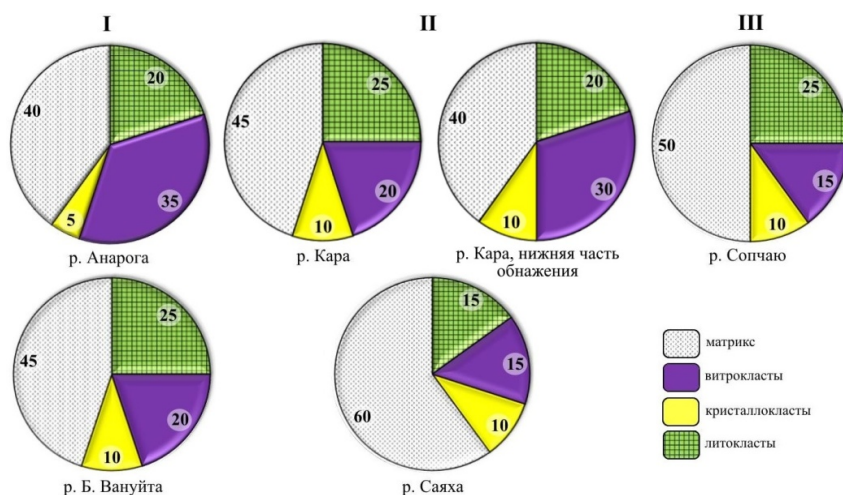 I
II
III
20
40
35
5
р. Анарога
25
45
20
10
р. Кара
20
40
30
10
р. Кара, нижняя часть
обнажения
25
50
15
10
р. Сопчаю
25
45
20
10
р. Б. Вануйта
15
15
60
10
р. Саяха
матрикс
витрокласты
кристаллокласты
литокласты